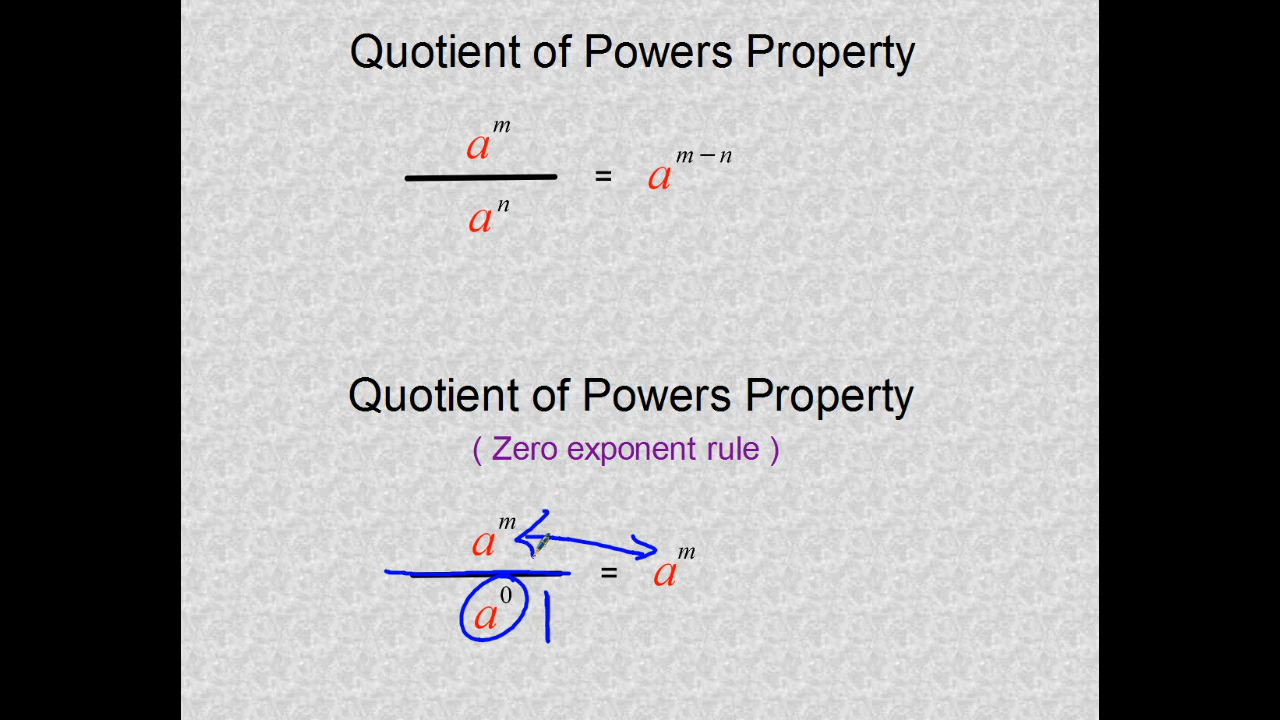 Quotient of Powers Property
a^m / a^n = a^(m − n)
Quotient of Powers Property
( Zero exponent rule )
a^m / a^0 1 = a^m